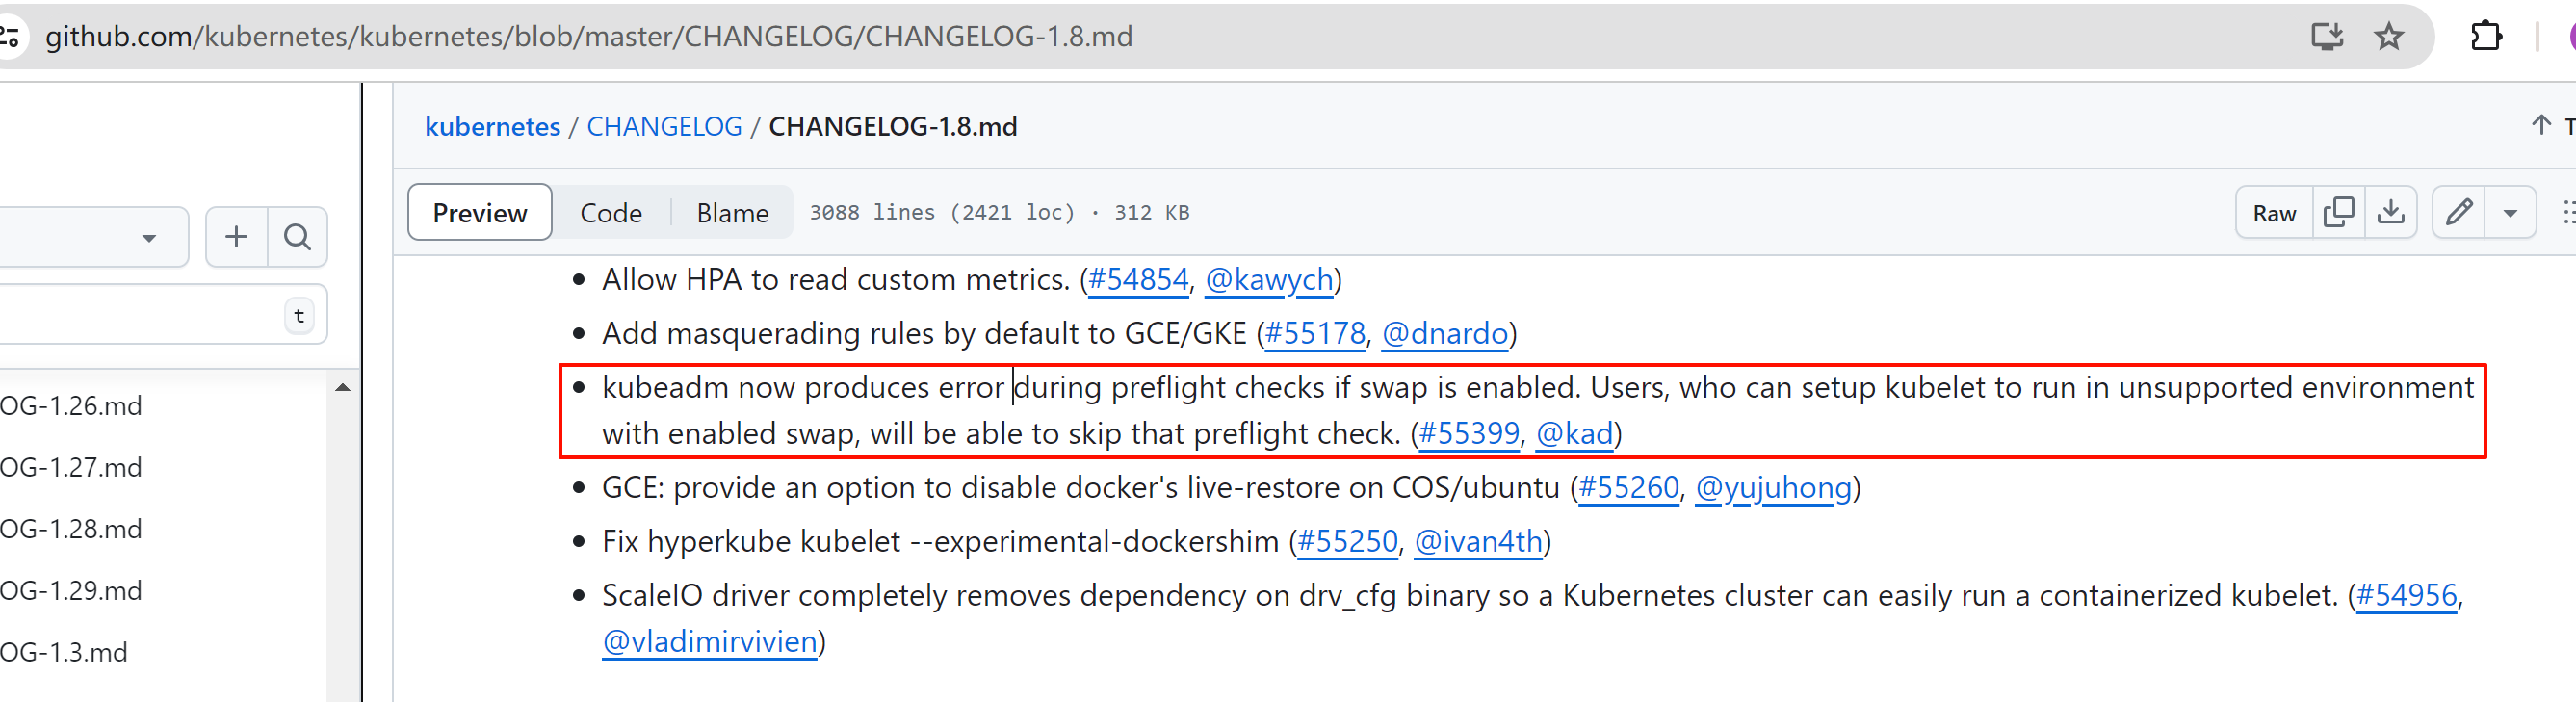 github.com/kubernetes/kubernetes/blob/master/CHANGELOG/CHANGELOG-1.8.md
kubernetes / CHANGELOG / CHANGELOG-1.8.md
Preview Code Blame 3088 lines (2421 loc) · 312 KB Raw
t
OG-1.26.md
OG-1.27.md
OG-1.28.md
OG-1.29.md
OG-1.3.md
• Allow HPA to read custom metrics. (#54854, @kawych)
• Add masquerading rules by default to GCE/GKE (#55178, @dnardo)
• kubeadm now produces error during preflight checks if swap is enabled. Users, who can setup kubelet to run in unsupported environment
with enabled swap, will be able to skip that preflight check. (#55399, @kad)
• GCE: provide an option to disable docker's live-restore on COS/ubuntu (#55260, @yujuhong)
• Fix hyperkube kubelet --experimental-dockershim (#55250, @ivan4th)
• ScaleIO driver completely removes dependency on drv_cfg binary so a Kubernetes cluster can easily run a containerized kubelet. (#54956,
@vladimirvivien)